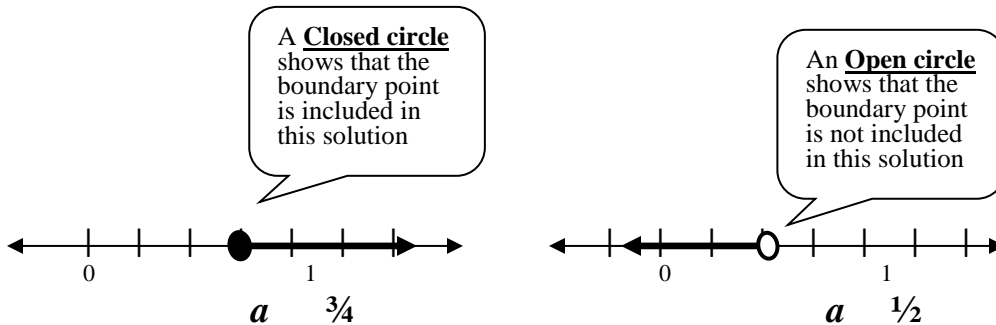 A Closed circle
shows that the
boundary point
is included in
this solution
An Open circle
shows that the
boundary point
is not included
in this solution
0 1
a ¾
0 1
a ½